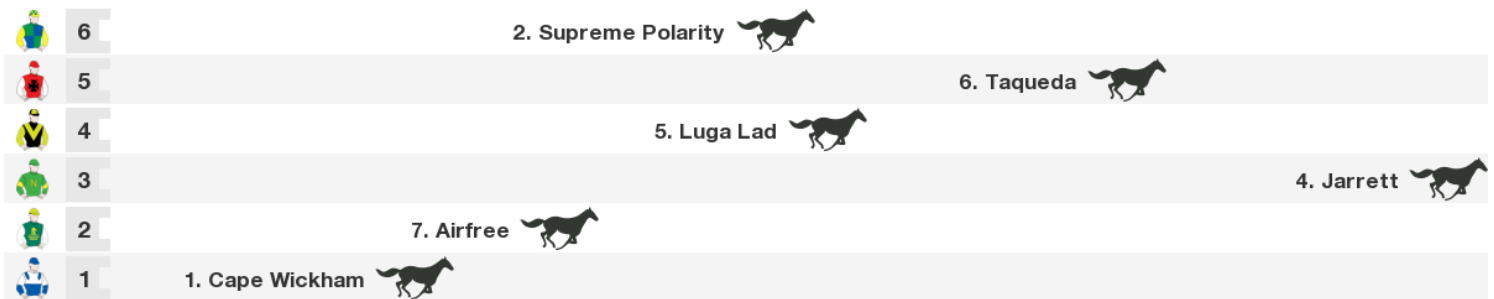 6 2. Supreme Polarity
5 6. Taqueda
4 5. Luga Lad
3 N 4. Jarrett
2 7. Airfree
1 1. Cape Wickham